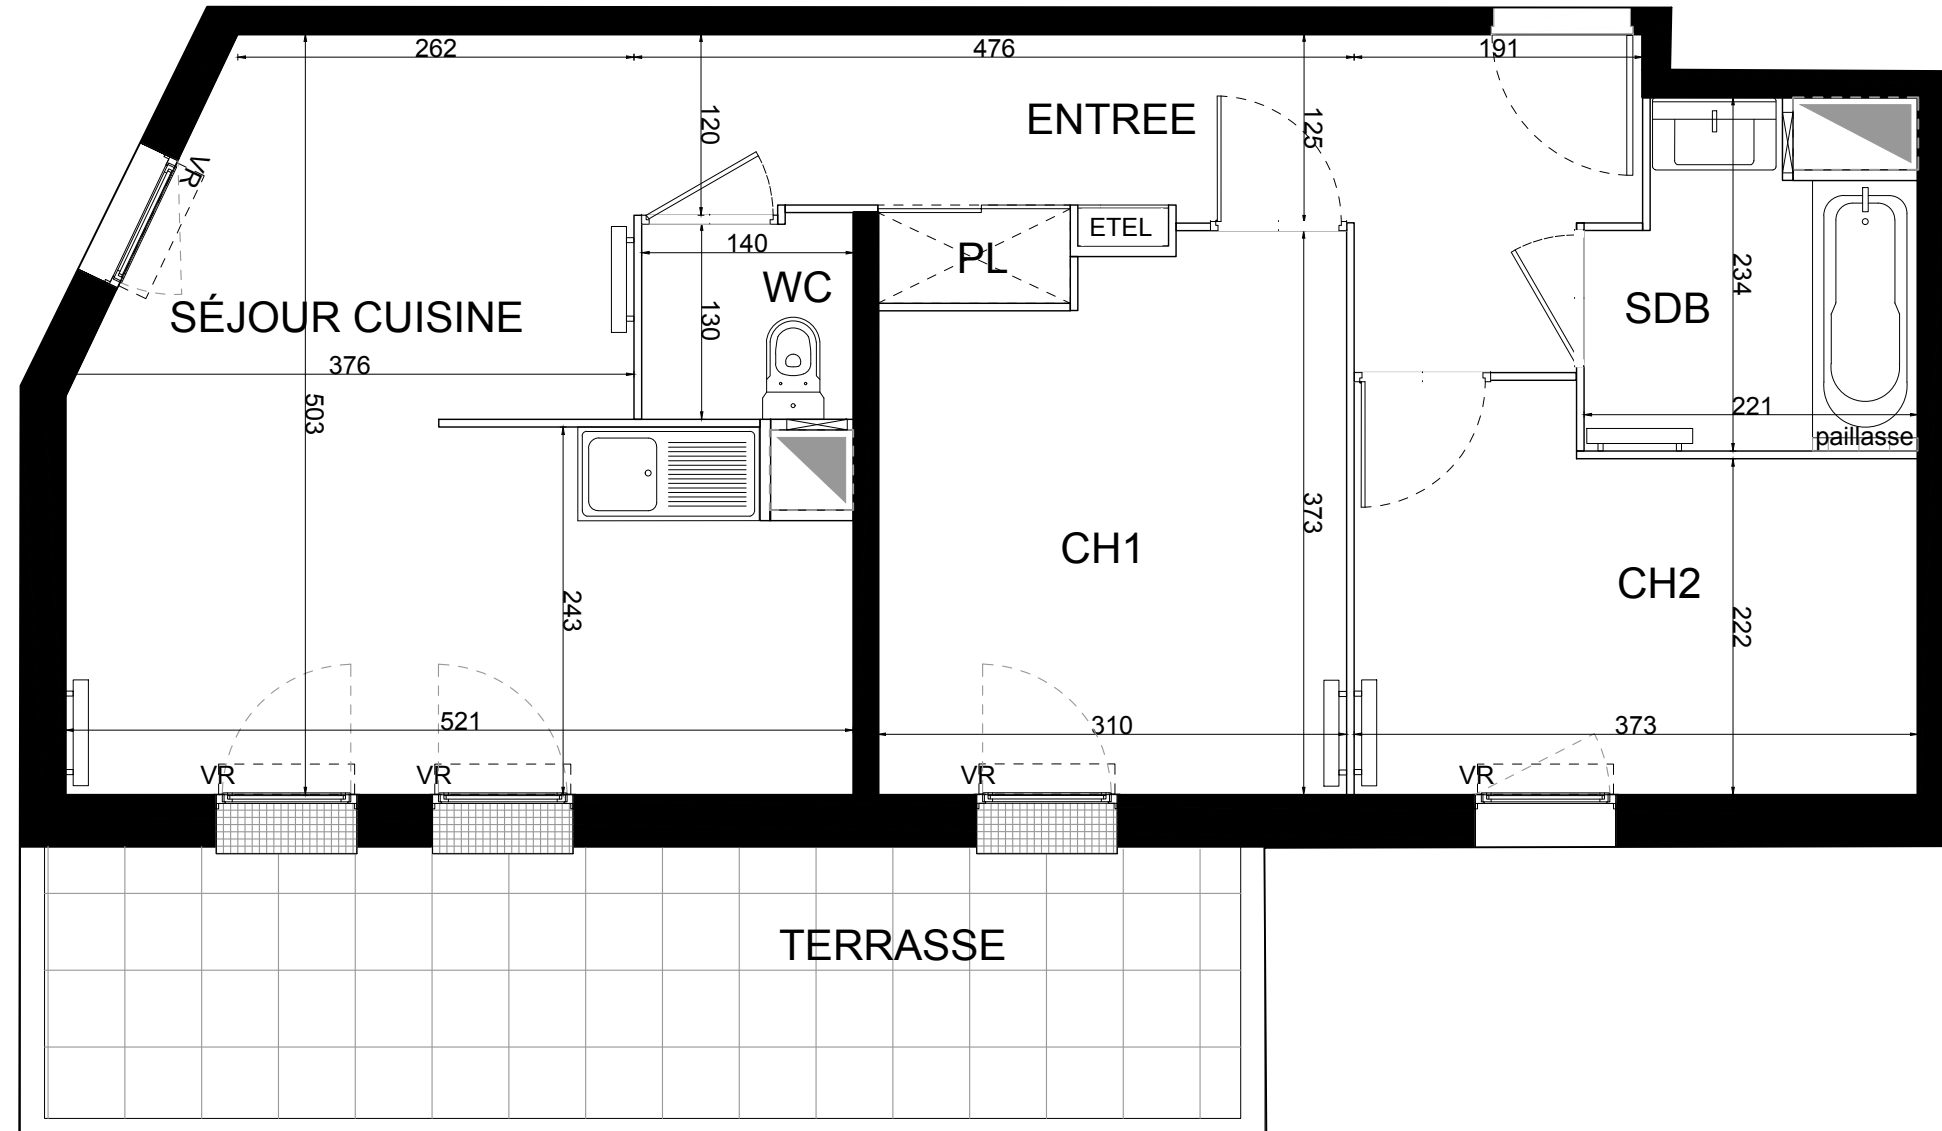 262
476
191
120
ENTREE
125
VR
140
ETEL
PL
WC
130
234
SDB
SÉJOUR CUISINE
376
503
221
paillasse
373
CH1
CH2
243
222
521
310
373
VR
VR
VR
VR
TERRASSE